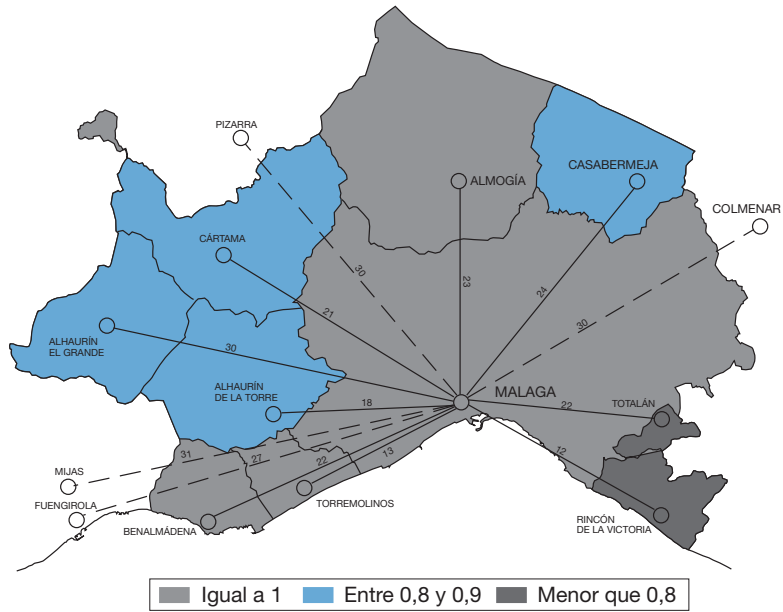 PIZARRA
CASABERMEJA
ALMOGÍA
COLMENAR
CÁRTAMA
30
23
24
21
30
ALHAURÍN
EL GRANDE
30
ALHAURÍN
DE LA TORRE
18
MALAGA
22
TOTALÁN
12
31
27
22
13
MIJAS
FUENGIROLA
BENALMÁDENA
TORREMOLINOS
RINCÓN
DE LA VICTORIA
Igual a 1
Entre 0,8 y 0,9
Menor que 0,8